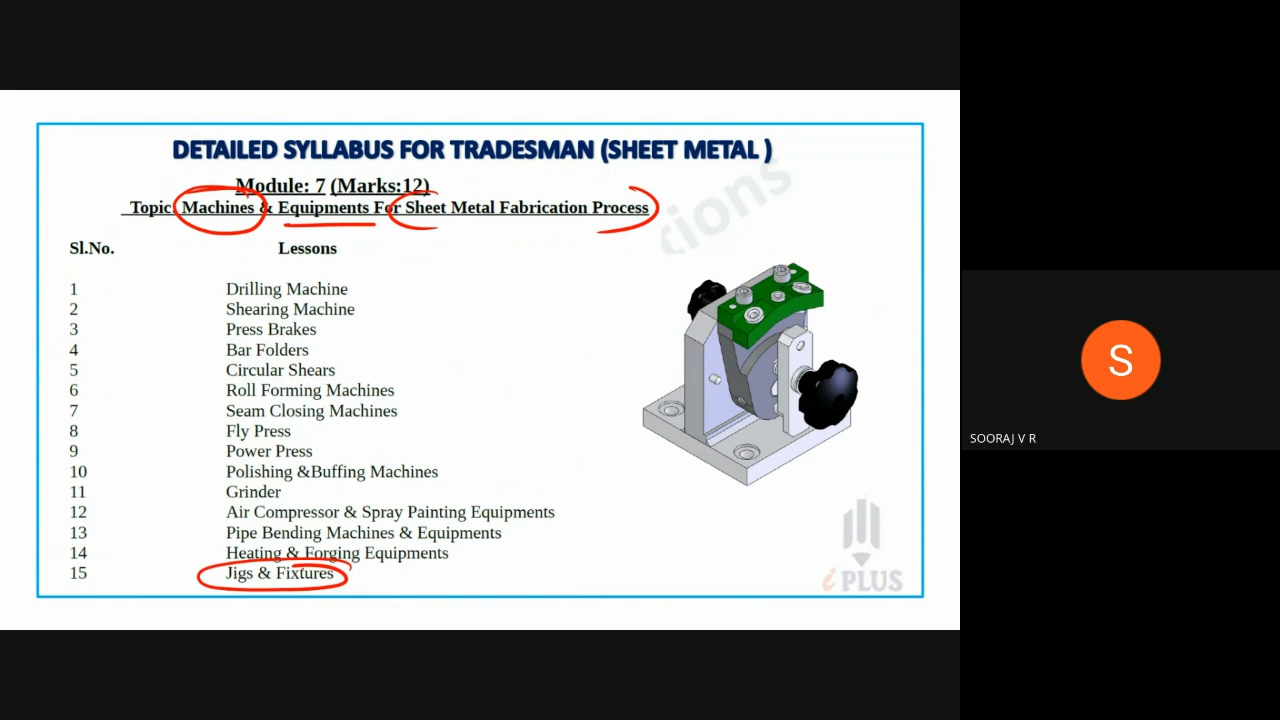 DETAILED SYLLABUS FOR TRADESMAN (SHEET METAL )
Module: 7 (Marks:12)
Topic: Machines & Equipments For Sheet Metal Fabrication Process
Sl.No. Lessons
1 Drilling Machine
2 Shearing Machine
3 Press Brakes
4 Bar Folders
5 Circular Shears
6 Roll Forming Machines
7 Seam Closing Machines
8 Fly Press
9 Power Press
10 Polishing &Buffing Machines
11 Grinder
12 Air Compressor & Spray Painting Equipments
13 Pipe Bending Machines & Equipments
14 Heating & Forging Equipments
15 Jigs & Fixtures
i PLUS
S
SOORAJ V R